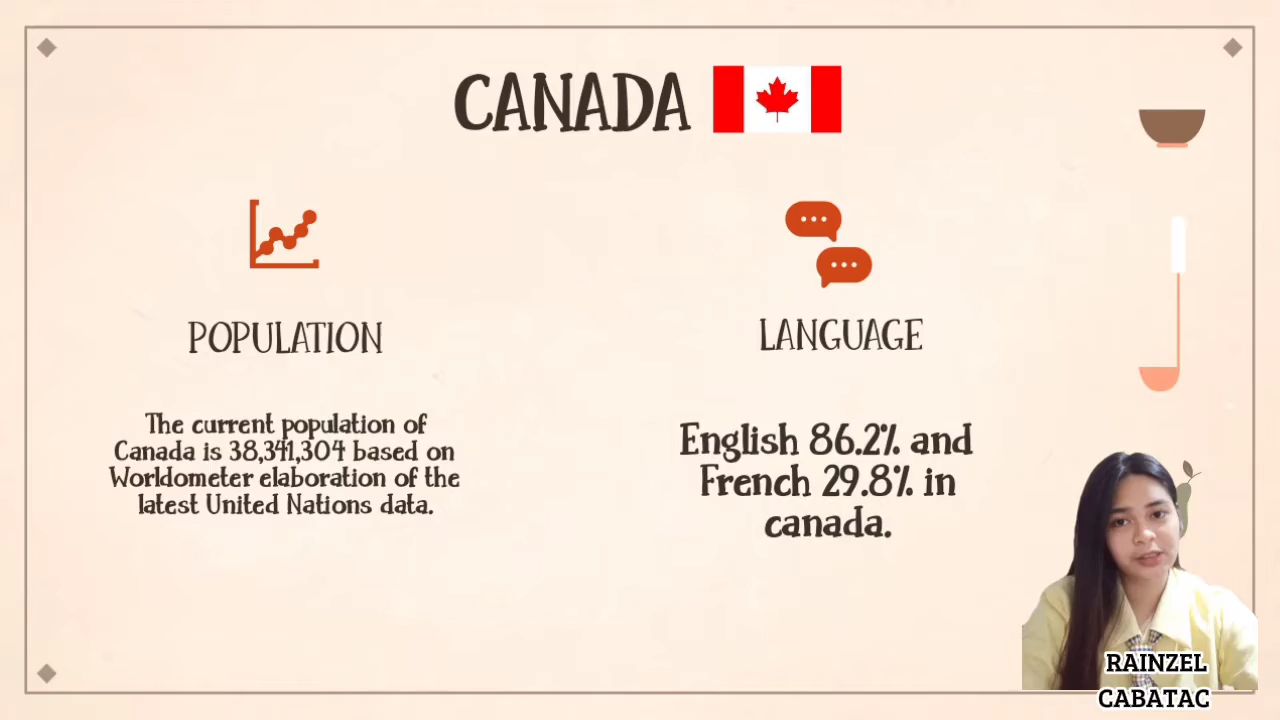 CANADA
POPULATION
The current population of
Canada is 38,341,304 based on
Worldometer elaboration of the
latest United Nations data.
LANGUAGE
English 86.2% and
French 29.8% in
canada.
RAINZEL
CABATAC